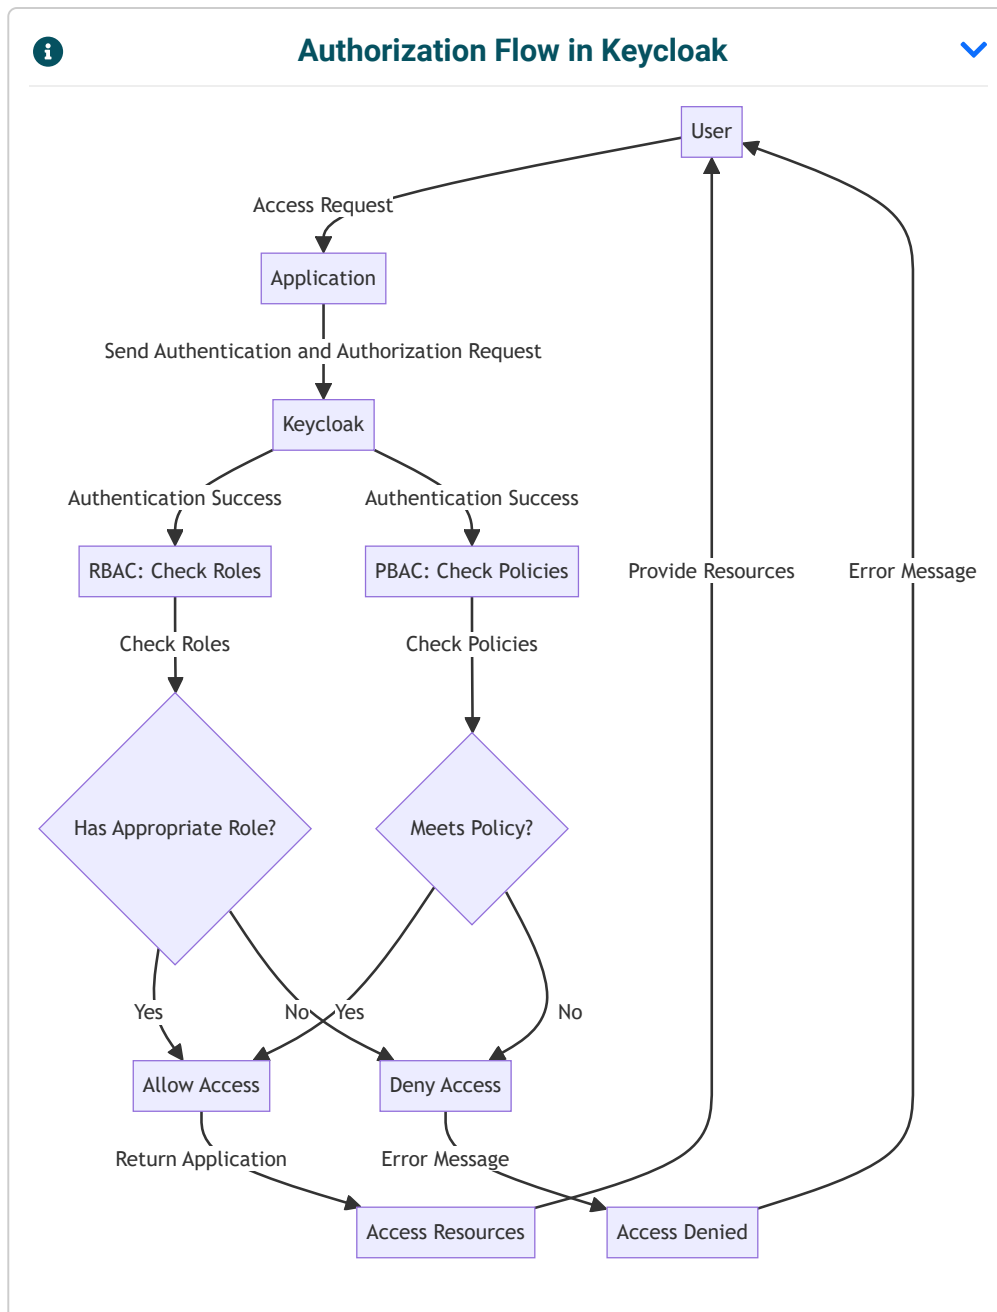 Authorization Flow in Keycloak
User
Access Request
Application
Send Authentication and Authorization Request
Keycloak
Authentication Success
Authentication Success
RBAC: Check Roles
PBAC: Check Policies
Provide Resources
Error Message
Check Roles
Check Policies
Has Appropriate Role?
Meets Policy?
Yes
No
Yes
No
Allow Access
Deny Access
Return Application
Error Message
Access Resources
Access Denied